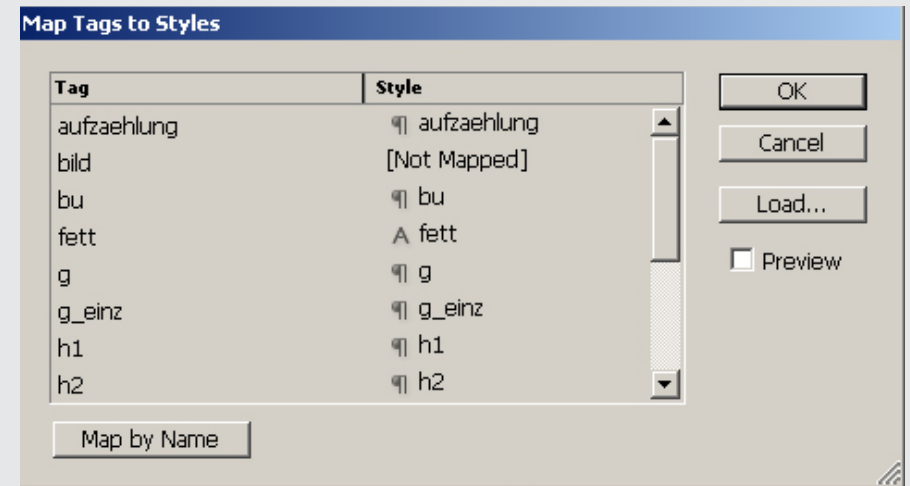 Map Tags to Styles
Tag Style
aufzaehlung ¶ aufzaehlung
bild [Not Mapped]
bu ¶ bu
fett A fett
g ¶ g
g_einz ¶ g_einz
h1 ¶ h1
h2 ¶ h2
Map by Name
OK
Cancel
Load...
Preview